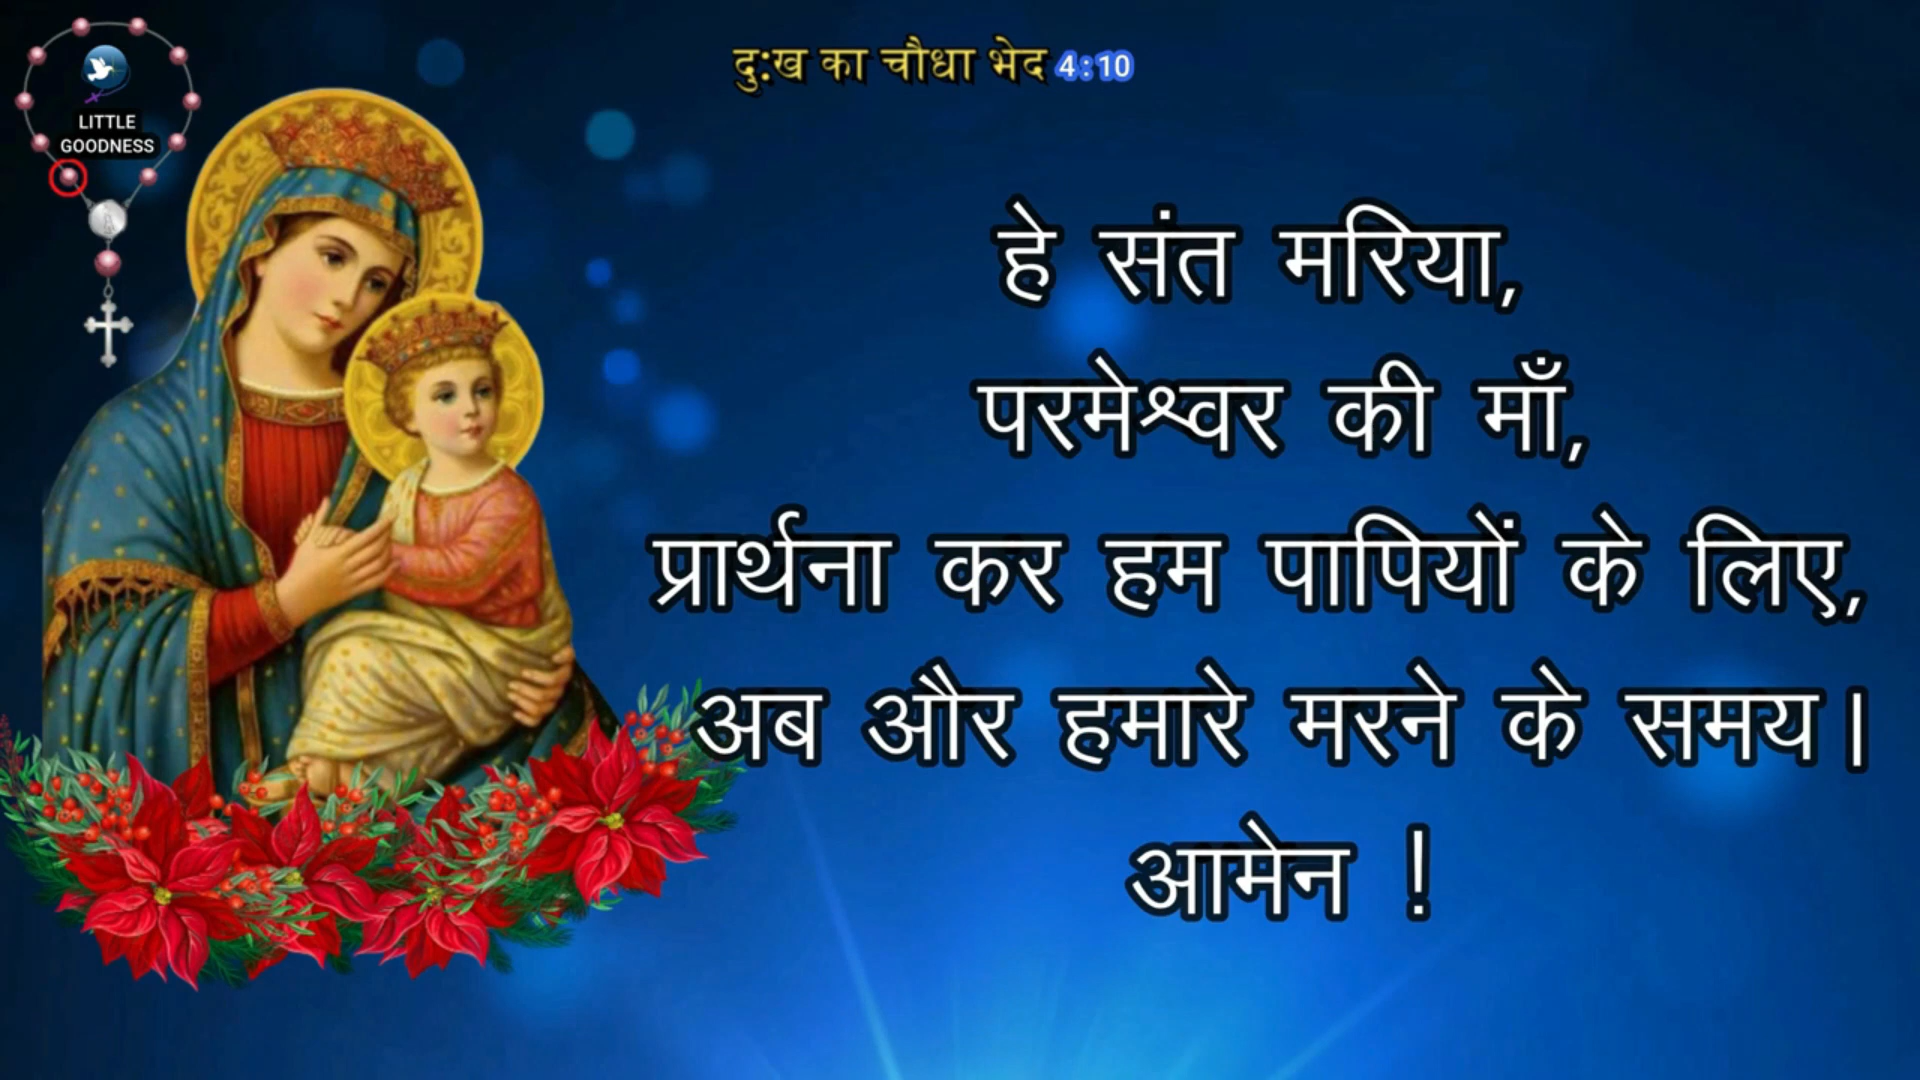 दुःख का चौधा भेद 4:10
LITTLE
GOODNESS
हे संत मरिया,
परमेश्वर की माँ,
प्रार्थना कर हम पापियों के लिए,
अब और हमारे मरने के समय।
आमेन !